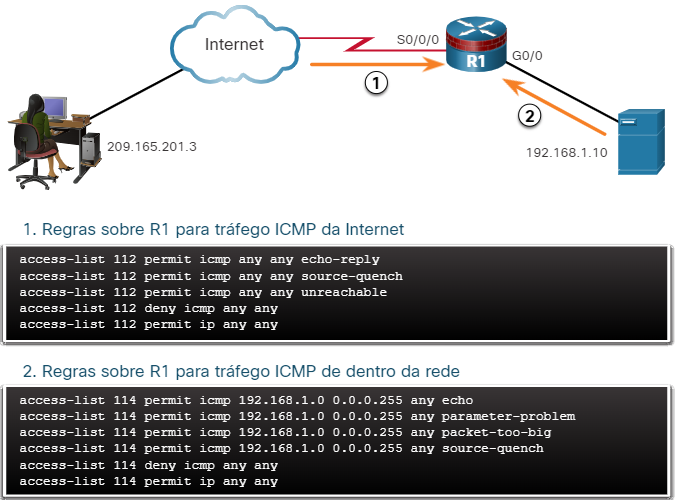 Internet
S0/0/0
R1
G0/0
1
2
209.165.201.3
192.168.1.10
1. Regras sobre R1 para tráfego ICMP da Internet
access-list 112 permit icmp any any echo-reply
access-list 112 permit icmp any any source-quench
access-list 112 permit icmp any any unreachable
access-list 112 deny icmp any any
access-list 112 permit ip any any
2. Regras sobre R1 para tráfego ICMP de dentro da rede
access-list 114 permit icmp 192.168.1.0 0.0.0.255 any echo
access-list 114 permit icmp 192.168.1.0 0.0.0.255 any parameter-problem
access-list 114 permit icmp 192.168.1.0 0.0.0.255 any packet-too-big
access-list 114 permit icmp 192.168.1.0 0.0.0.255 any source-quench
access-list 114 deny icmp any any
access-list 114 permit ip any any